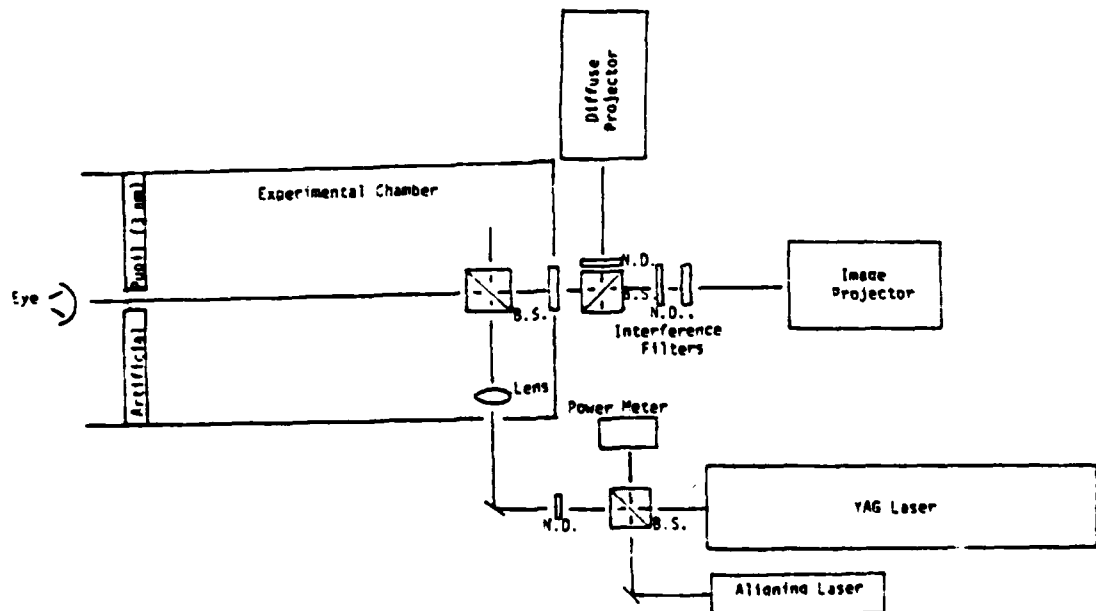 Diffuse
Projector
Experimental Chamber
Pupil (3 mm)
Artificial
Eye
N.D.
B.S.
B.S.
N.D..
Interference
Filters
Image
Projector
Lens
Power Meter
N.D.
B.S.
YAG Laser
Aligning Laser